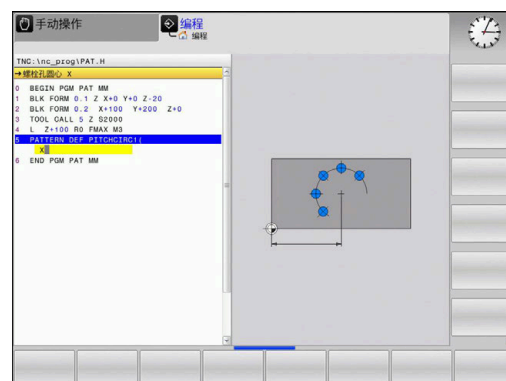 手动操作
编程
编程
TNC:\nc_prog\PAT.H
→螺栓孔圆心 X
0 BEGIN PGM PAT MM
1 BLK FORM 0.1 Z X+0 Y+0 Z-20
2 BLK FORM 0.2 X+100 Y+200 Z+0
3 TOOL CALL 5 Z S2000
4 L Z+100 R0 FMAX M3
5 PATTERN DEF PITCHCIRC1(
X
6 END PGM PAT MM